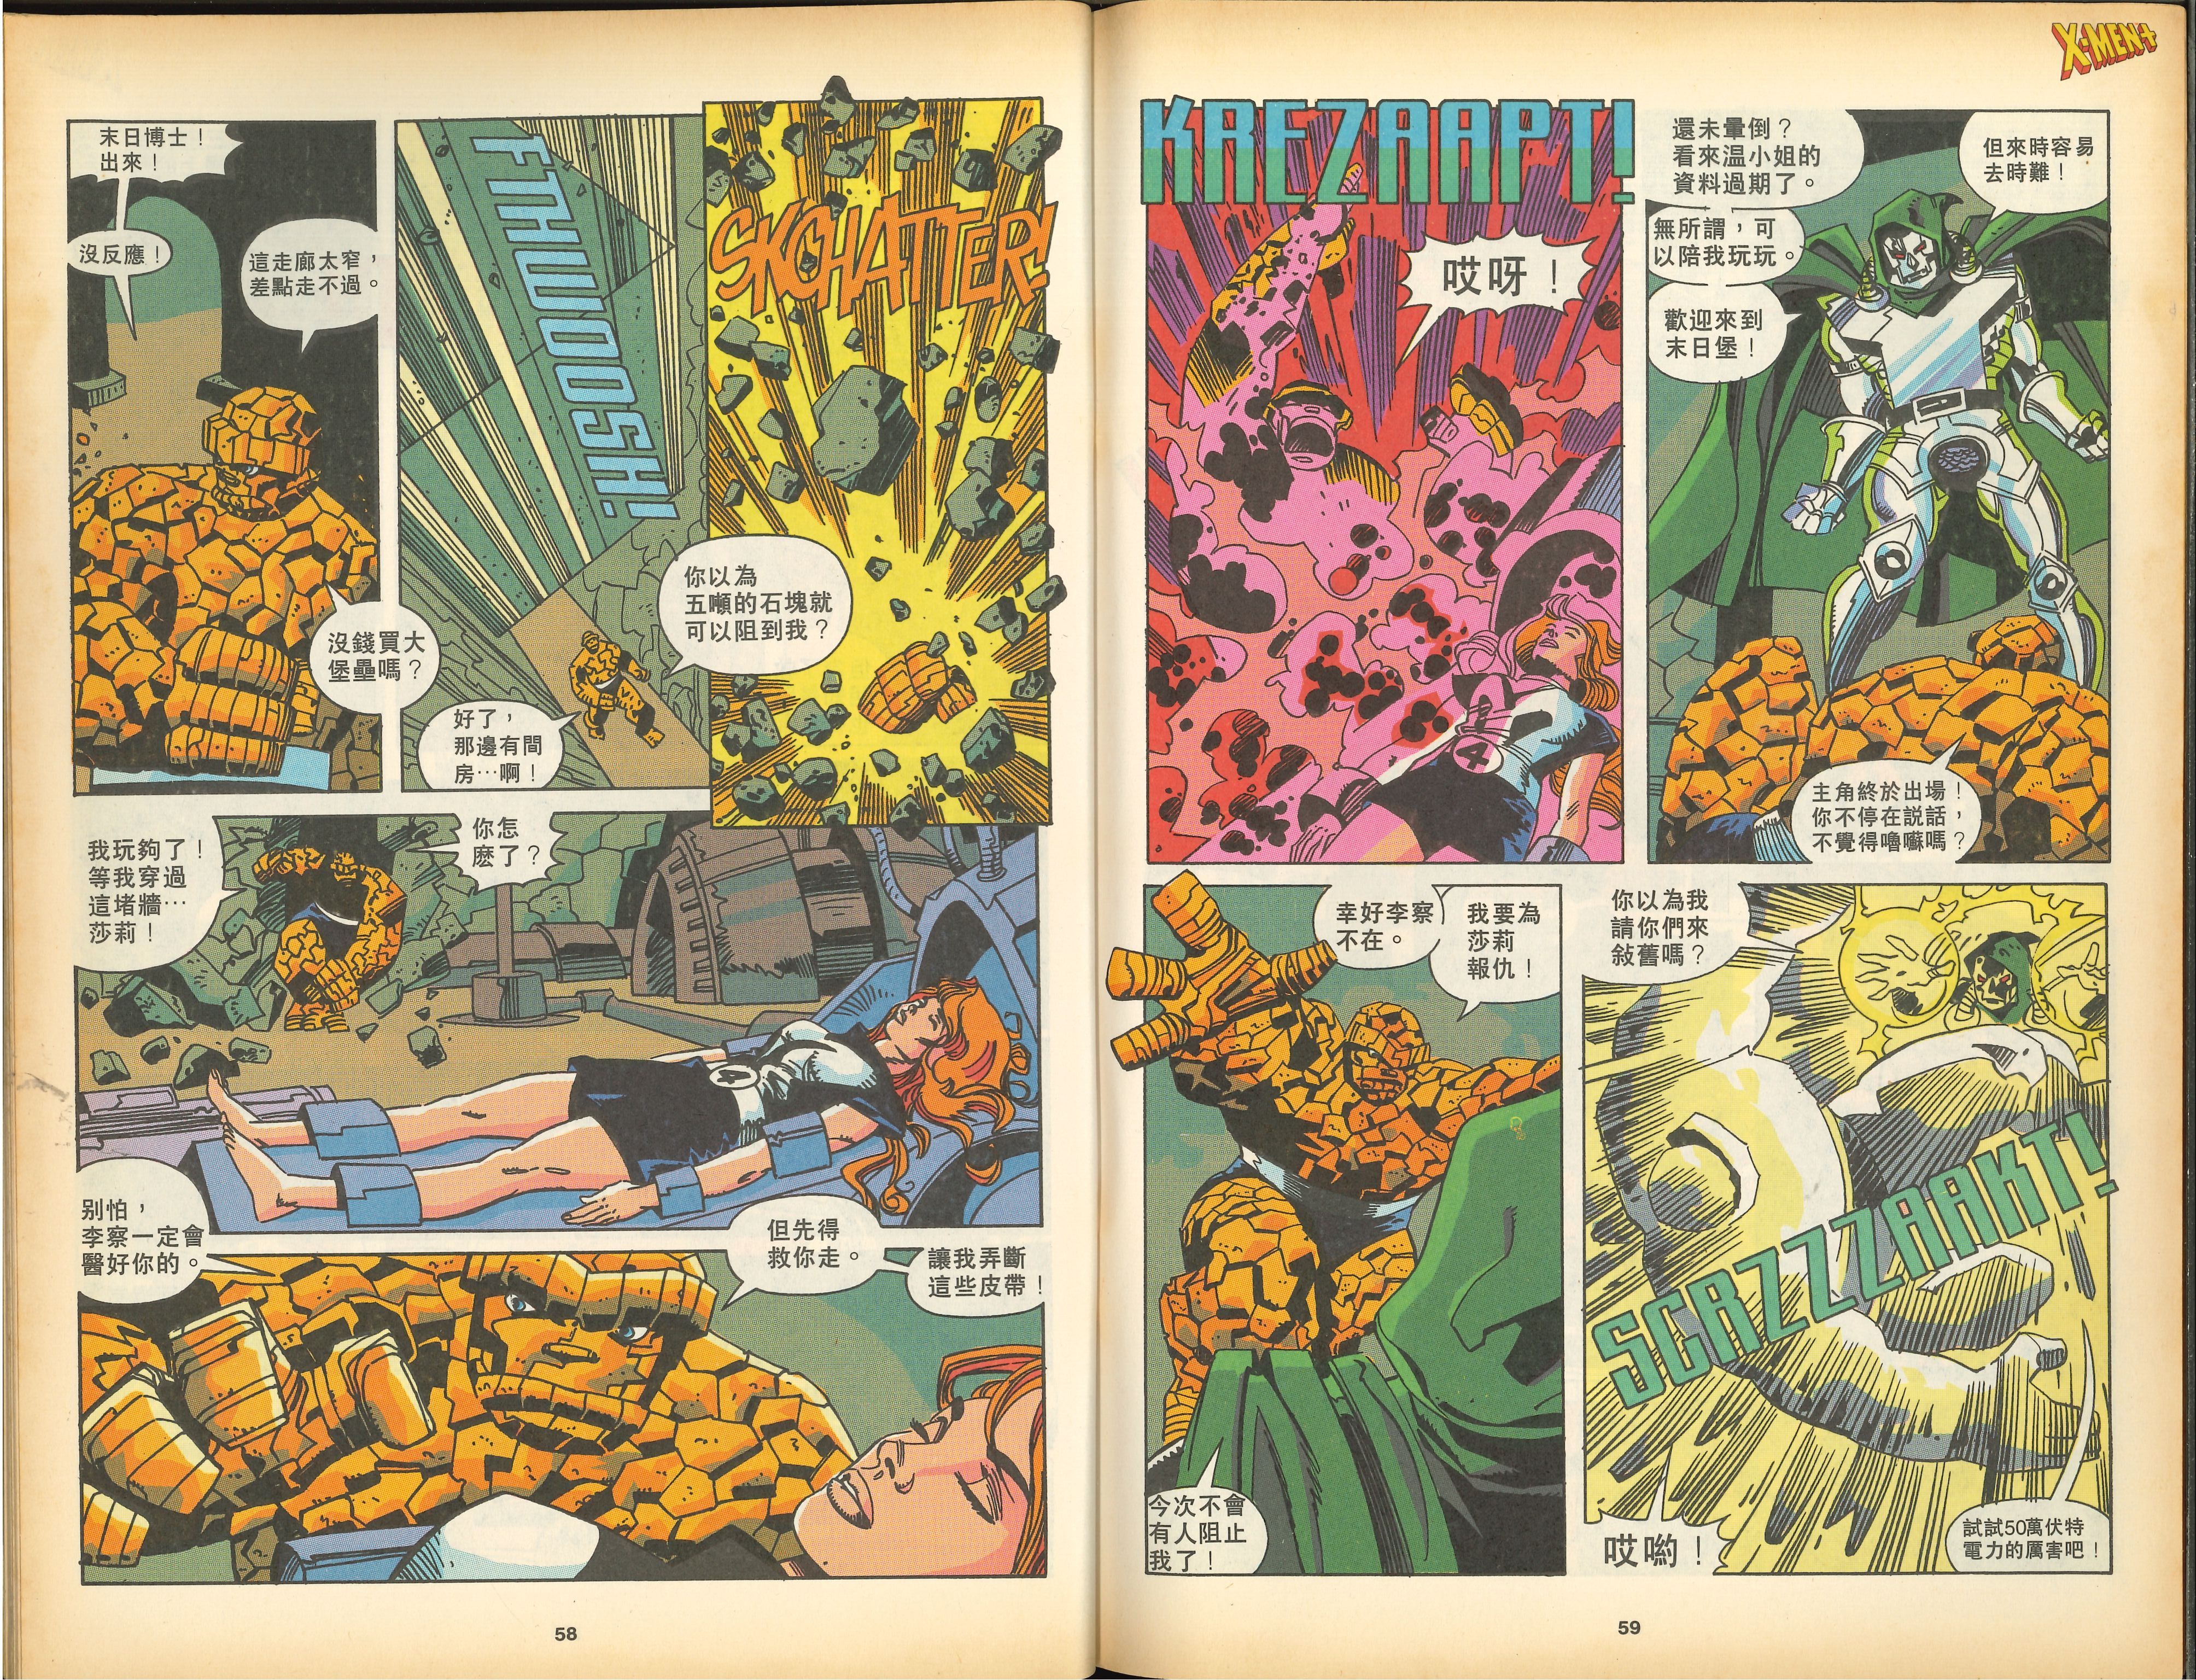 末日博士！
出來！
沒反應！
這走廊太窄，
差點走不過。
沒錢買大
堡壘嗎？
FTHWOOSH!
好了，
那邊有間
房…啊！
SKCHATTER!
你以為
五噸的石塊就
可以阻到我？
我玩夠了！
等我穿過
這堵牆…
莎莉！
你怎
麽了？
4
別怕，
李察一定會
醫好你的。
但先得
救你走。
讓我弄斷
這些皮帶！
58
X-MEN+
KREZAAPT!
哎呀！
4
還未暈倒？
看來温小姐的
資料過期了。
但來時容易
去時難！
無所謂，可
以陪我玩玩。
歡迎來到
末日堡！
主角終於出場！
你不停在説話，
不覺得嚕囌嗎？
幸好李察
不在。
我要為
莎莉
報仇！
今次不會
有人阻止
我了！
你以為我
請你們來
敍舊嗎？
SGRZZZAAKT!
哎喲！
試試50萬伏特
電力的厲害吧！
59